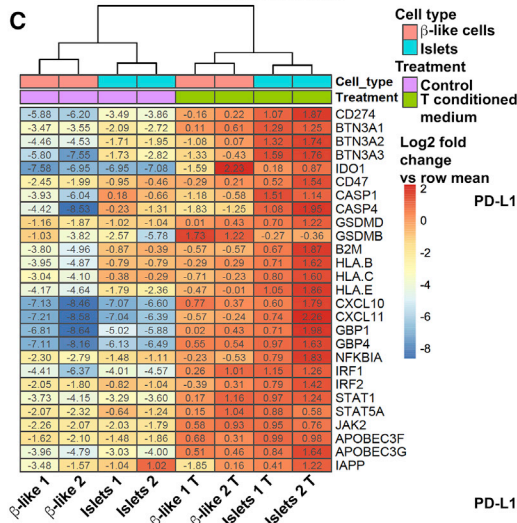 C
Cell type
β-like cells
Islets
Treatment
Control
T conditioned
medium
Log2 fold
change
vs row mean
2
0
-2
-4
-6
-8
PD-L1
Cell_type
Treatment
-5.88 -6.20 -3.49 -3.86 -0.16 0.22 1.07 1.87 CD274
-3.47 -3.55 -2.09 -2.72 0.11 0.61 1.29 1.25 BTN3A1
-4.46 -4.53 -1.71 -1.95 -1.08 0.07 1.32 1.74 BTN3A2
-5.80 -7.55 -1.73 -2.82 -1.33 -0.43 1.59 1.76 BTN3A3
-7.58 -6.95 -6.95 -7.08 -1.59 2.23 0.18 0.87 IDO1
-2.45 -1.99 -0.95 -0.46 -0.29 0.21 0.52 1.54 CD47
-3.93 -6.04 0.18 -0.66 -1.18 -0.33 1.51 1.14 CASP1
-4.42 -8.53 -0.23 -1.31 -1.83 -1.25 1.08 1.95 CASP4
-1.16 -1.87 -1.02 -1.04 0.01 0.43 0.70 1.22 GSDMD
-1.03 -3.82 -2.57 -5.78 1.73 1.22 -0.27 -0.36 GSDMB
-3.80 -4.96 -0.87 -0.39 -0.57 -0.57 0.67 1.87 B2M
-3.95 -4.87 -0.79 -0.79 -0.29 0.29 0.71 1.62 HLA.B
-3.04 -4.10 -0.38 -0.29 -0.71 -0.23 0.80 1.60 HLA.C
-4.17 -4.64 -1.79 -2.36 -0.47 0.01 1.05 1.86 HLA.E
-7.13 -8.46 -7.07 -6.60 0.77 0.37 0.60 1.79 CXCL10
-7.21 -8.58 -7.04 -6.39 -0.57 0.24 0.74 2.26 CXCL11
-6.81 -8.64 -5.02 -5.88 0.02 0.43 0.71 1.98 GBP1
-7.11 -8.16 -6.13 -6.49 0.55 0.54 0.97 1.63 GBP4
-2.30 -2.79 -1.48 -1.11 -0.23 -0.53 0.79 1.83 NFKBIA
-4.41 -6.37 -4.01 -4.57 0.26 1.01 1.15 1.26 IRF1
-2.05 -1.80 -0.82 -1.04 -0.39 0.31 0.79 1.42 IRF2
-3.73 -4.15 -3.29 -3.60 0.17 1.16 0.97 1.24 STAT1
-2.07 -2.32 -0.64 -1.24 0.15 1.04 0.88 0.58 STAT5A
-2.26 -2.07 -2.03 -1.79 0.58 0.93 0.95 0.76 JAK2
-1.62 -2.10 -1.48 -1.86 0.68 0.31 0.99 0.98 APOBEC3F
-3.96 -4.79 -3.03 -4.00 0.51 0.46 0.84 1.64 APOBEC3G
-3.48 -1.57 -1.04 1.02 -1.85 0.16 0.41 1.22 IAPP
β-like 1
β-like 2
Islets 1
Islets 2
β-like 1 T
β-like 2 T
Islets 1 T
Islets 2 T
PD-L1